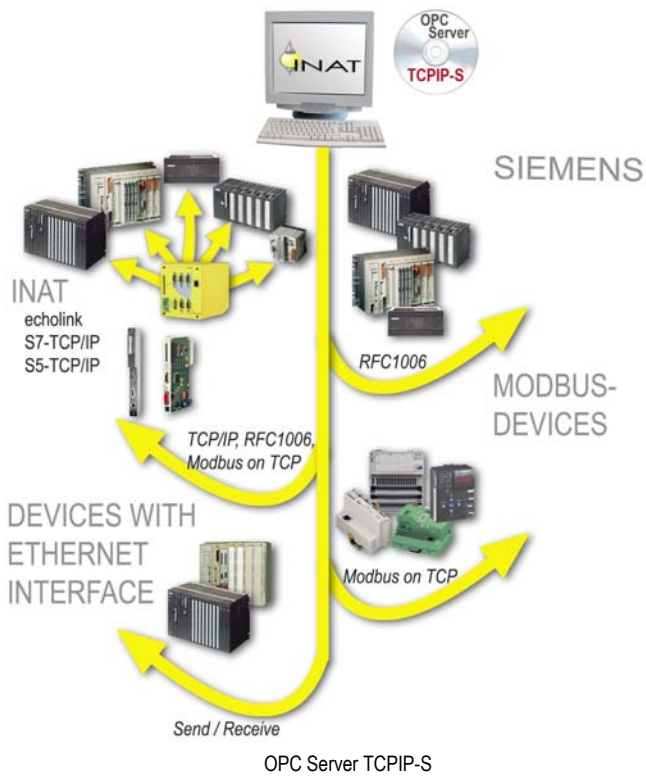 INAT
OPC
Server
TCPIP-S
SIEMENS
INAT
echolink
S7-TCP/IP
S5-TCP/IP
RFC1006
MODBUS-
DEVICES
TCP/IP, RFC1006,
Modbus on TCP
DEVICES WITH
ETHERNET
INTERFACE
Modbus on TCP
Send / Receive
OPC Server TCPIP-S